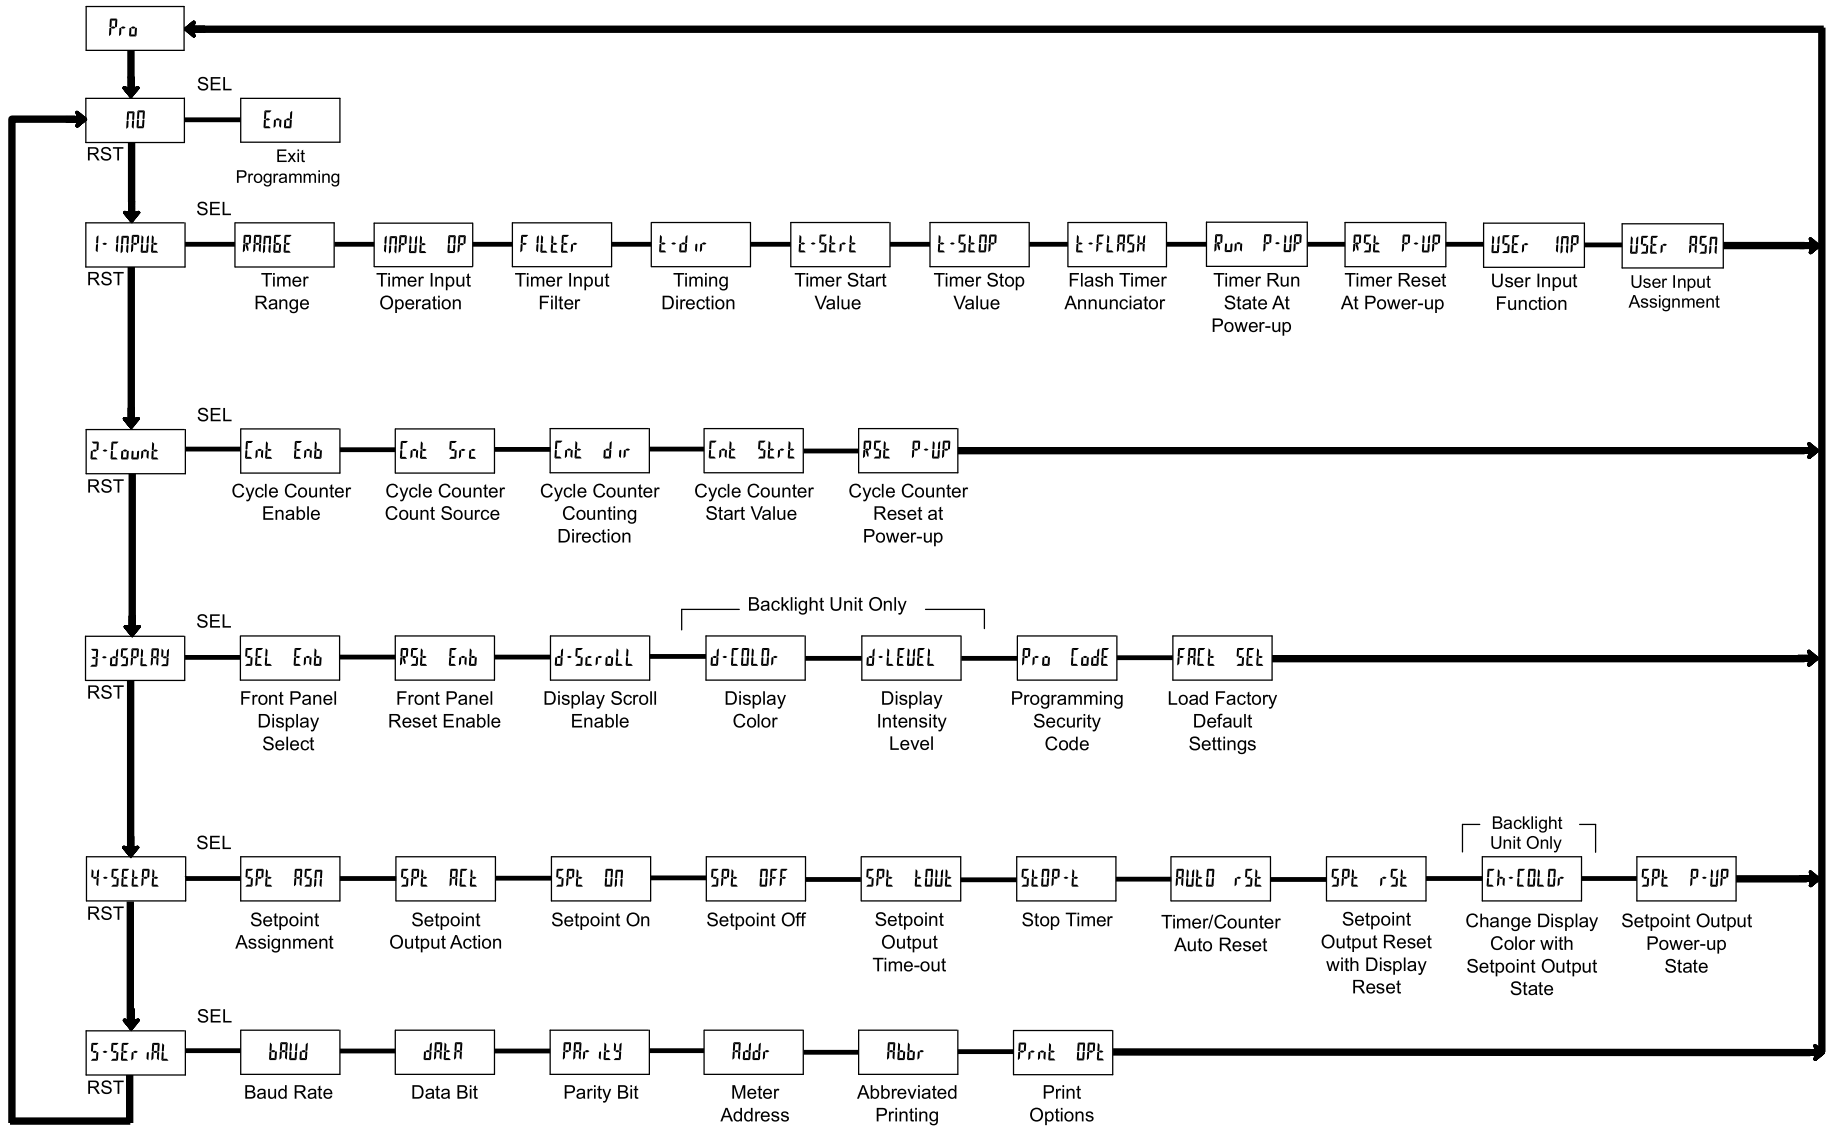 Pro
SEL
NO
End
RST
Exit
Programming
SEL
1-INPUt
RANGE
INPUt OP
FILtEr
t-dir
t-Strt
t-StOP
t-FLASH
Run P-UP
RSt P-UP
USEr INP
USEr ASN
RST
Timer
Range
Timer Input
Operation
Timer Input
Filter
Timing
Direction
Timer Start
Value
Timer Stop
Value
Flash Timer
Annunciator
Timer Run
State At
Power-up
Timer Reset
At Power-up
User Input
Function
User Input
Assignment
SEL
2-Count
Cnt Enb
Cnt Src
Cnt dir
Cnt Strt
RSt P-UP
RST
Cycle Counter
Enable
Cycle Counter
Count Source
Cycle Counter
Counting
Direction
Cycle Counter
Start Value
Cycle Counter
Reset at
Power-up
Backlight Unit Only
SEL
3-dSPLAY
SEL Enb
RSt Enb
d-ScroLL
d-COLOr
d-LEVEL
Pro CodE
FACt SEt
RST
Front Panel
Display
Select
Front Panel
Reset Enable
Display Scroll
Enable
Display
Color
Display
Intensity
Level
Programming
Security
Code
Load Factory
Default
Settings
Backlight
Unit Only
SEL
4-SEtPt
SPt ASN
SPt ACt
SPt ON
SPt OFF
SPt tOUt
StOP-t
AUtO rSt
SPt rSt
Ch-COLOr
SPt P-UP
RST
Setpoint
Assignment
Setpoint
Output Action
Setpoint On
Setpoint Off
Setpoint
Output
Time-out
Stop Timer
Timer/Counter
Auto Reset
Setpoint
Output Reset
with Display
Reset
Change Display
Color with
Setpoint Output
State
Setpoint Output
Power-up
State
SEL
5-SEriAL
bAUd
dAtA
PAritY
Addr
Abbr
Prnt OPt
RST
Baud Rate
Data Bit
Parity Bit
Meter
Address
Abbreviated
Printing
Print
Options